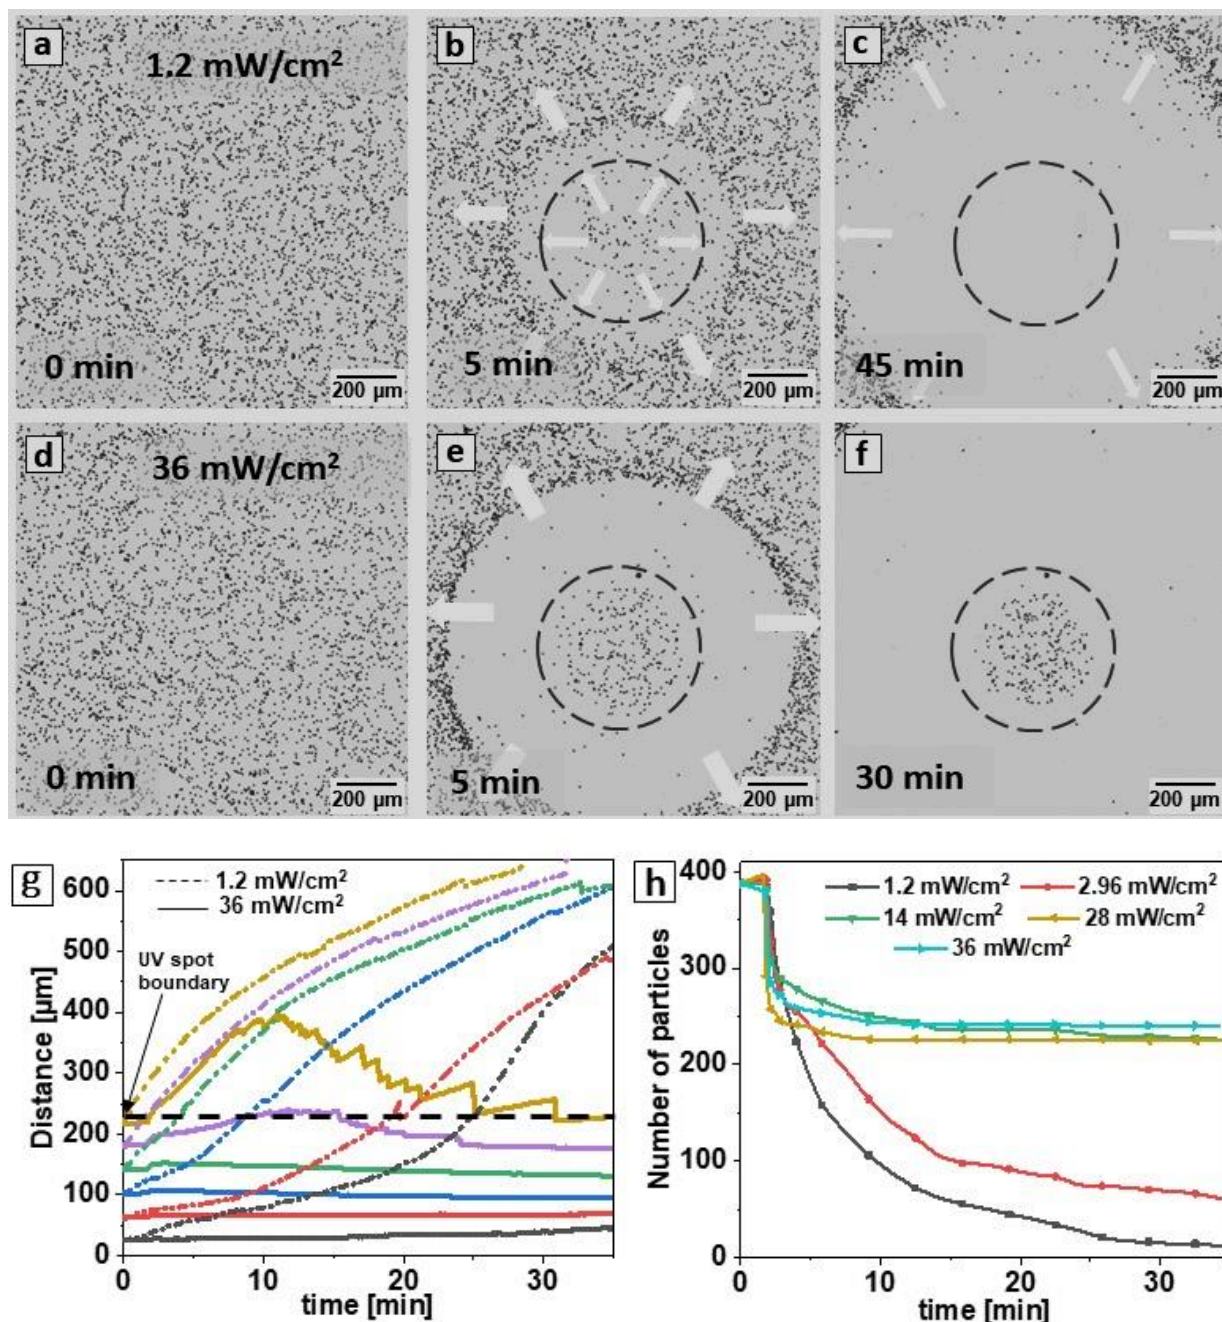 a
1.2 mW/cm²
0 min
200 µm
b
5 min
200 µm
c
45 min
200 µm
d
36 mW/cm²
0 min
200 µm
e
5 min
200 µm
f
30 min
200 µm
g
1.2 mW/cm²
36 mW/cm²
UV spot
boundary
Distance [µm]
600
500
400
300
200
100
0
0 10 20 30
time [min]
h
1.2 mW/cm² 2.96 mW/cm²
14 mW/cm² 28 mW/cm²
36 mW/cm²
Number of particles
400
300
200
100
0
0 10 20 30
time [min]